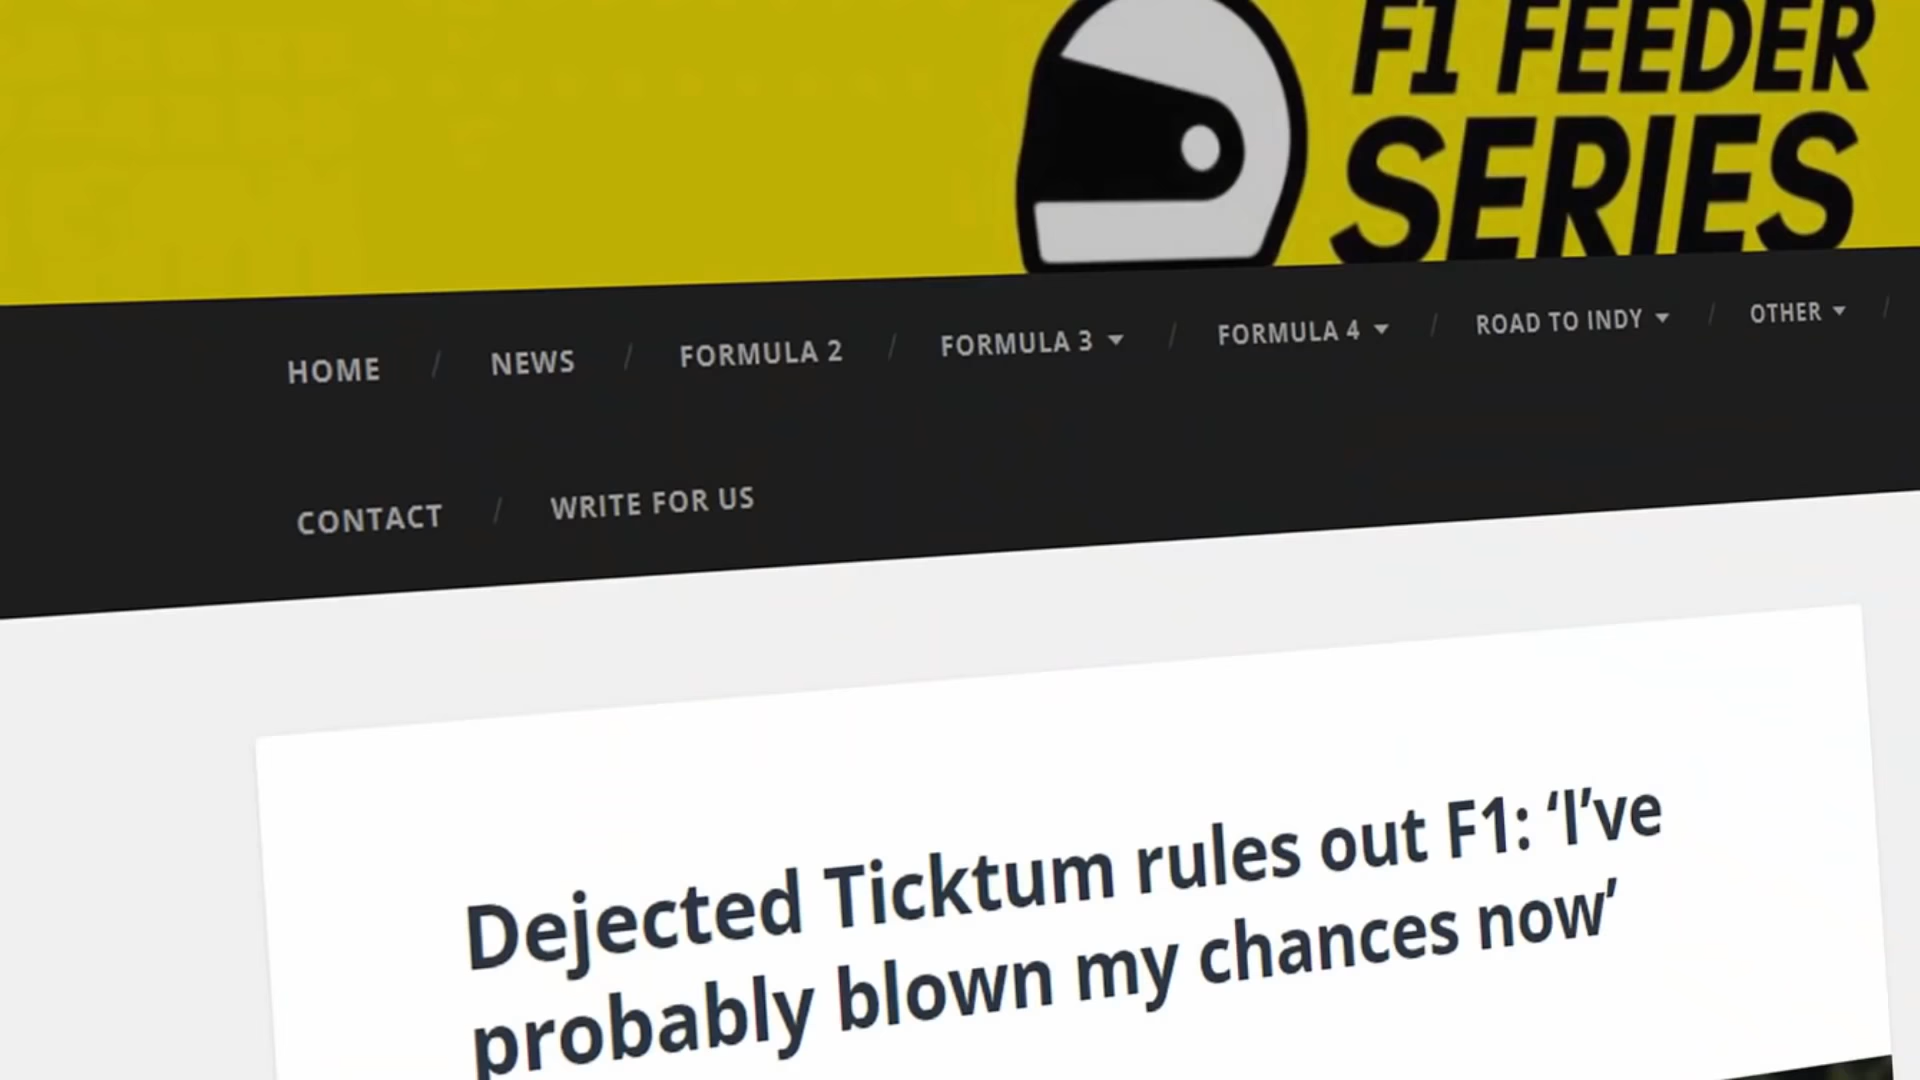 F1 FEEDER
SERIES
HOME / NEWS / FORMULA 2 / FORMULA 3 / FORMULA 4 / ROAD TO INDY / OTHER /
CONTACT / WRITE FOR US
Dejected Ticktum rules out F1: ‘I’ve
probably blown my chances now’